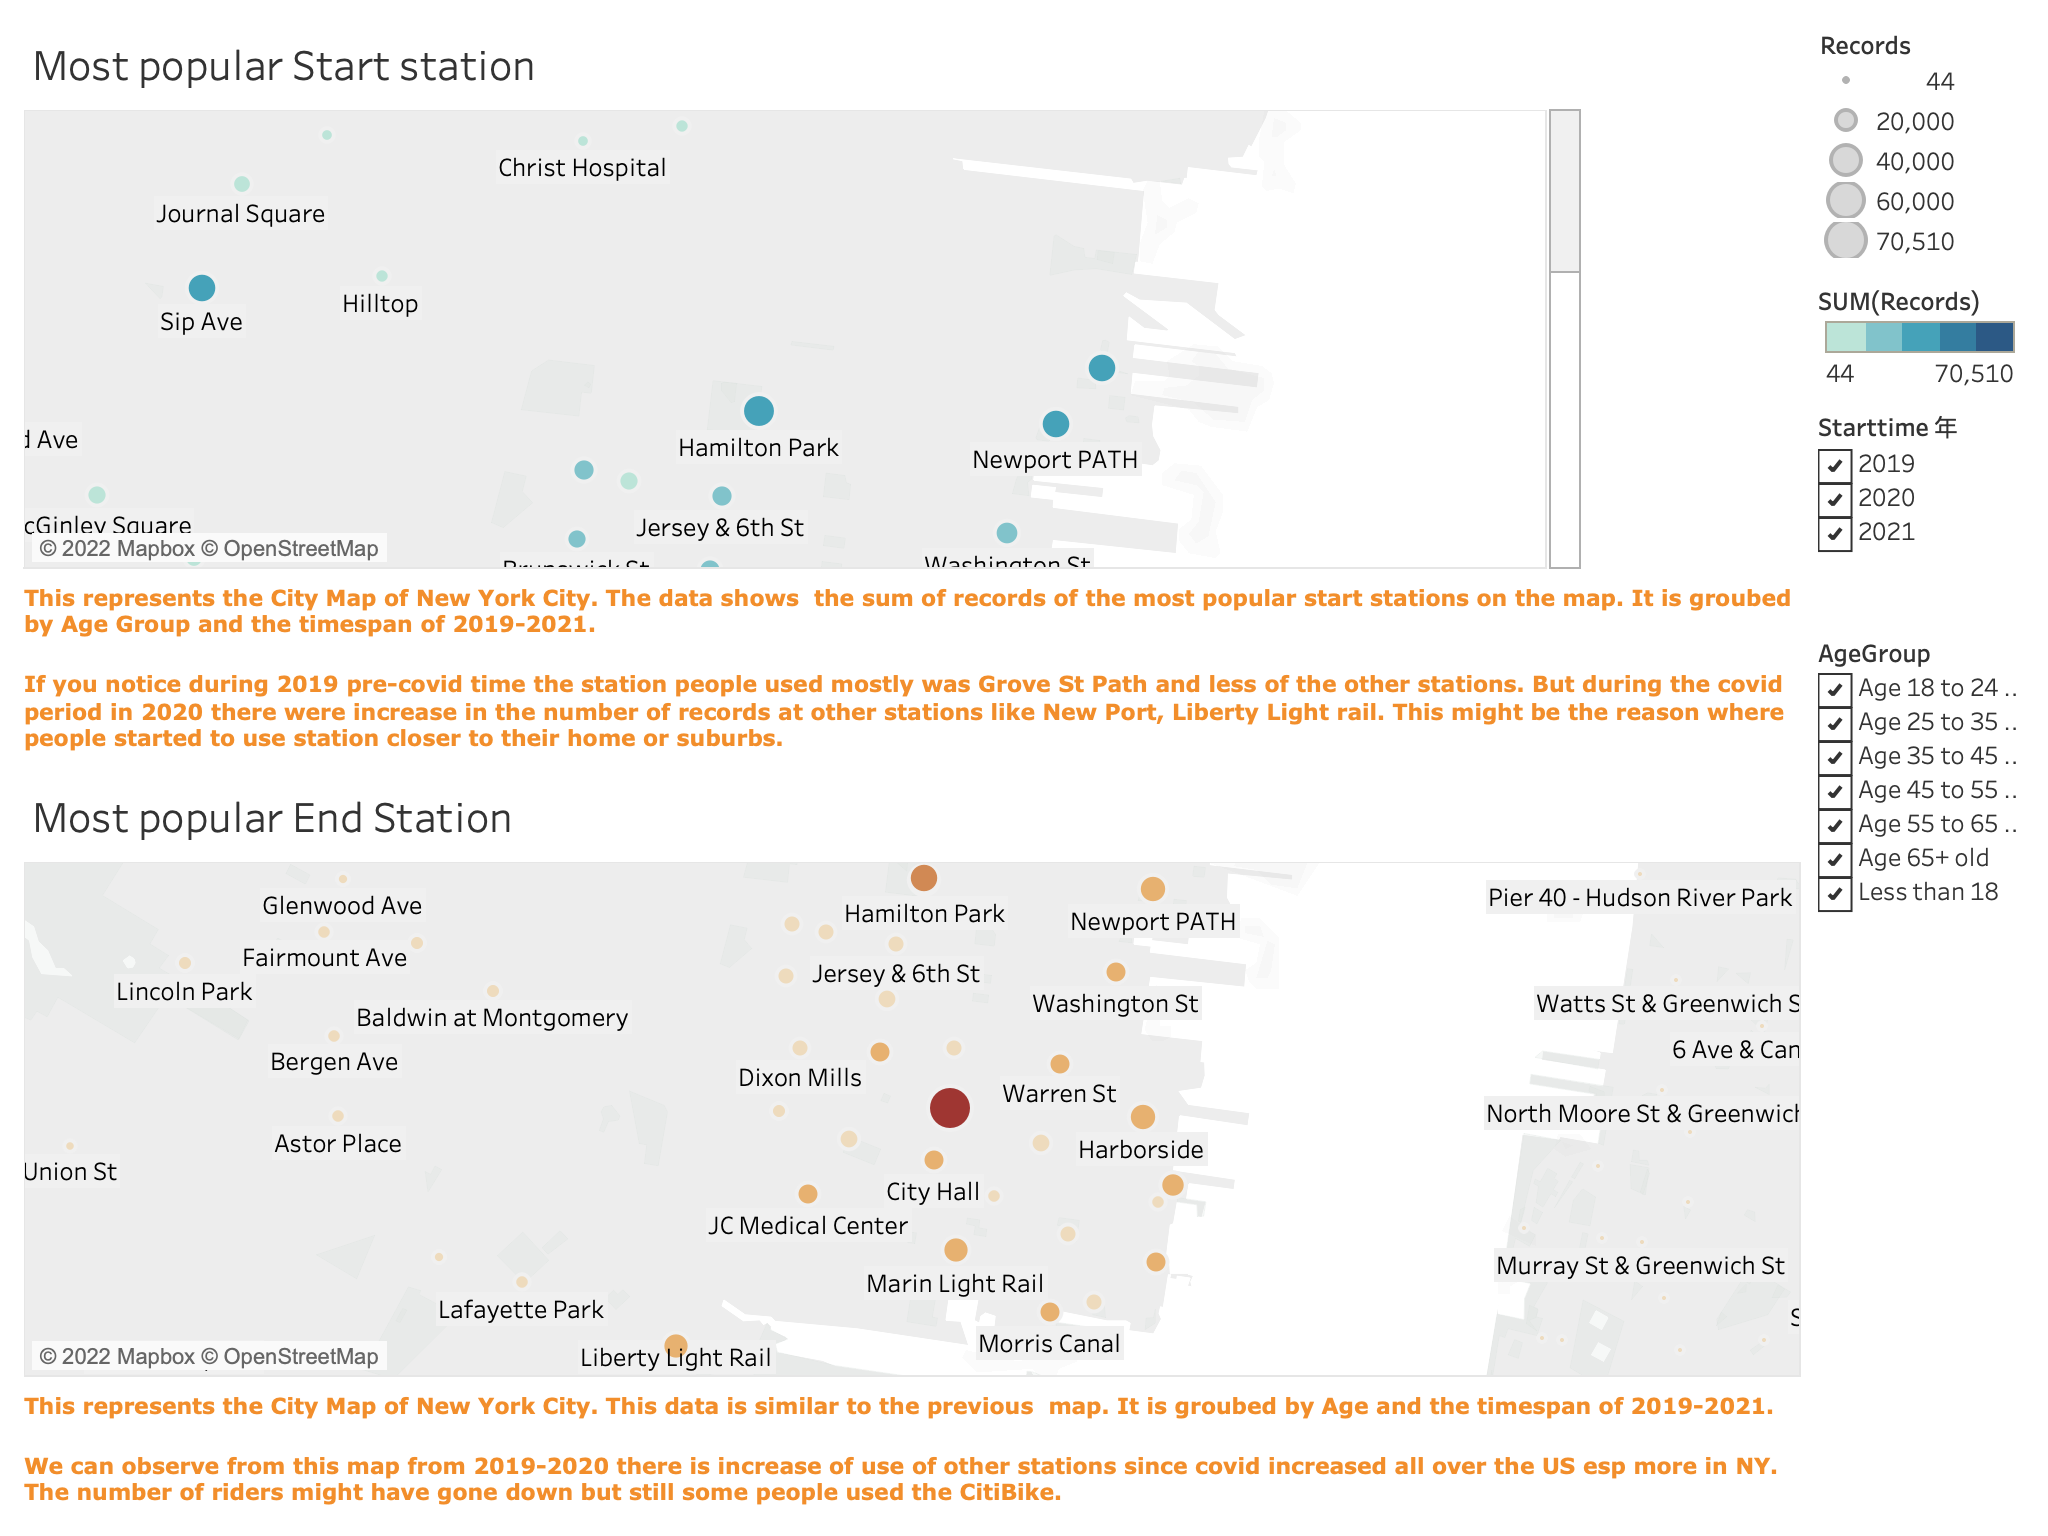 Most popular Start station
Christ Hospital
Journal Square
Hilltop
Sip Ave
d Ave
Hamilton Park
Newport PATH
cGinley Square
Jersey & 6th St
© 2022 Mapbox © OpenStreetMap
Brunswick St
Washington St
Records
44
20,000
40,000
60,000
70,510
SUM(Records)
44 70,510
Starttime 年
2019
2020
2021
This represents the City Map of New York City. The data shows  the sum of records of the most popular start stations on the map. It is groubed
by Age Group and the timespan of 2019-2021.
If you notice during 2019 pre-covid time the station people used mostly was Grove St Path and less of the other stations. But during the covid
period in 2020 there were increase in the number of records at other stations like New Port, Liberty Light rail. This might be the reason where
people started to use station closer to their home or suburbs.
AgeGroup
Age 18 to 24 ..
Age 25 to 35 ..
Age 35 to 45 ..
Age 45 to 55 ..
Age 55 to 65 ..
Age 65+ old
Less than 18
Most popular End Station
Glenwood Ave
Hamilton Park
Newport PATH
Pier 40 - Hudson River Park
Fairmount Ave
Lincoln Park
Jersey & 6th St
Baldwin at Montgomery
Washington St
Watts St & Greenwich S
Bergen Ave
Dixon Mills
6 Ave & Can
Warren St
North Moore St & Greenwich
Astor Place
Harborside
Union St
City Hall
JC Medical Center
Marin Light Rail
Murray St & Greenwich St
Lafayette Park
S
Morris Canal
© 2022 Mapbox © OpenStreetMap
Liberty Light Rail
This represents the City Map of New York City. This data is similar to the previous  map. It is groubed by Age and the timespan of 2019-2021.
We can observe from this map from 2019-2020 there is increase of use of other stations since covid increased all over the US esp more in NY.
The number of riders might have gone down but still some people used the CitiBike.